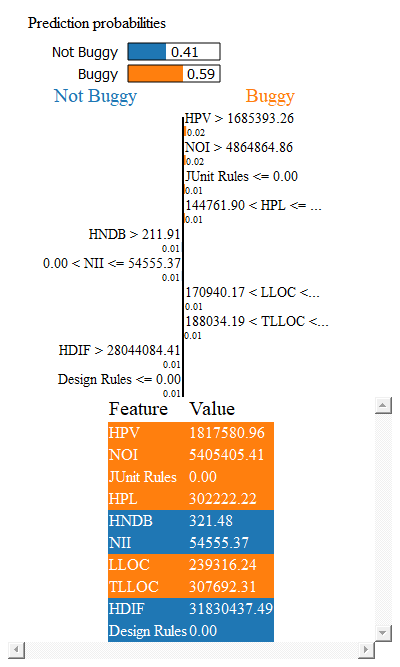 Prediction probabilities
Not Buggy 0.41
Buggy 0.59
Not Buggy Buggy
HPV > 1685393.26
0.02
NOI > 4864864.86
0.02
JUnit Rules <= 0.00
0.01
144761.90 < HPL <= ...
0.01
HNDB > 211.91
0.01
0.00 < NII <= 54555.37
0.01
170940.17 < LLOC <...
0.01
188034.19 < TLLOC <...
0.01
HDIF > 28044084.41
0.01
Design Rules <= 0.00
0.01
Feature Value
HPV 1817580.96
NOI 5405405.41
JUnit Rules 0.00
HPL 302222.22
HNDB 321.48
NII 54555.37
LLOC 239316.24
TLLOC 307692.31
HDIF 31830437.49
Design Rules 0.00